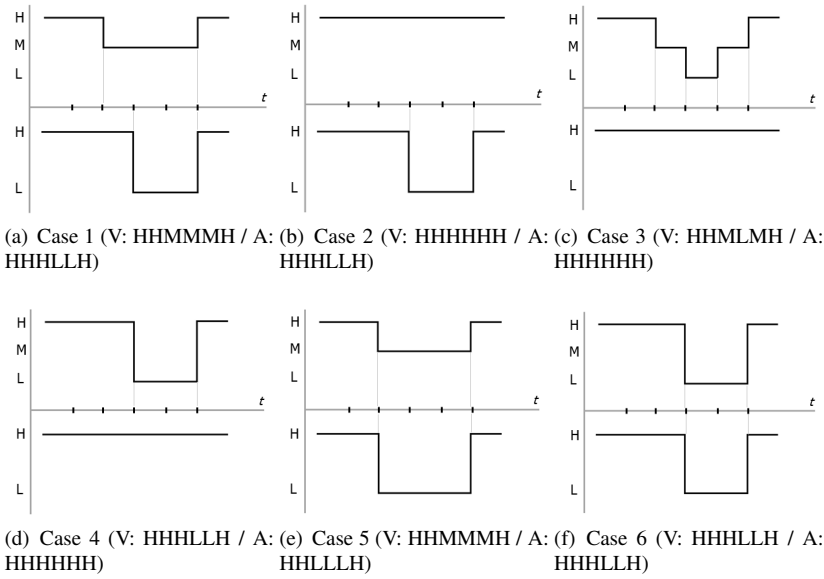 H
M
L
t
H
L
H
M
L
t
H
L
H
M
L
t
H
L
(a) Case 1 (V: HHMMMH / A:
HHHLLH)
(b) Case 2 (V: HHHHHH / A:
HHHLLH)
(c) Case 3 (V: HHMLMH / A:
HHHHHH)
H
M
L
t
H
L
H
M
L
t
H
L
H
M
L
t
H
L
(d) Case 4 (V: HHHLLH / A:
HHHHHH)
(e) Case 5 (V: HHMMMH / A:
HHLLLH)
(f) Case 6 (V: HHHLLH / A:
HHHLLH)